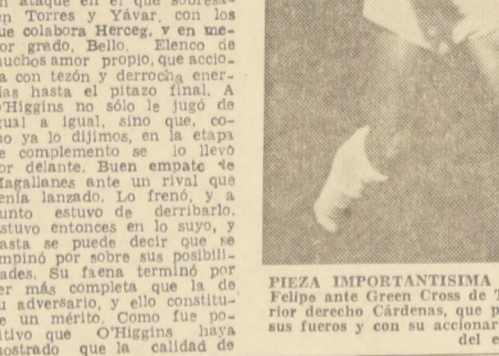 n ataque en el que sobresa-
en Torres y Yávar, con los
ue colabora Herceg, y en me-
or grado, Bello. Elenco de
uchos amor propio, que accio-
a con tezón y derrocha ener-
ías hasta el pitazo final. A
O'Higgins no sólo le jugó de
gual a igual, sino que, co-
no ya lo dijimos, en la etapa
e complemento se lo llevó
or delante. Buen empate de
Magallanes ante un rival que
enía lanzado. Lo frenó, y a
unto estuvo de derribarlo.
stuvo entonces en lo suyo, y
asta se puede decir que se
mpinó por sobre sus posibili-
ades. Su faena terminó por
er más completa que la de
u adversario, y ello constitu-
e un mérito. Como fue po-
itivo que O'Higgins haya
nostrado que la calidad de
PIEZA IMPORTANTISIMA
Felipe ante Green Cross de T
rior derecho Cárdenas, que p
sus fueros y con su accionar
del e